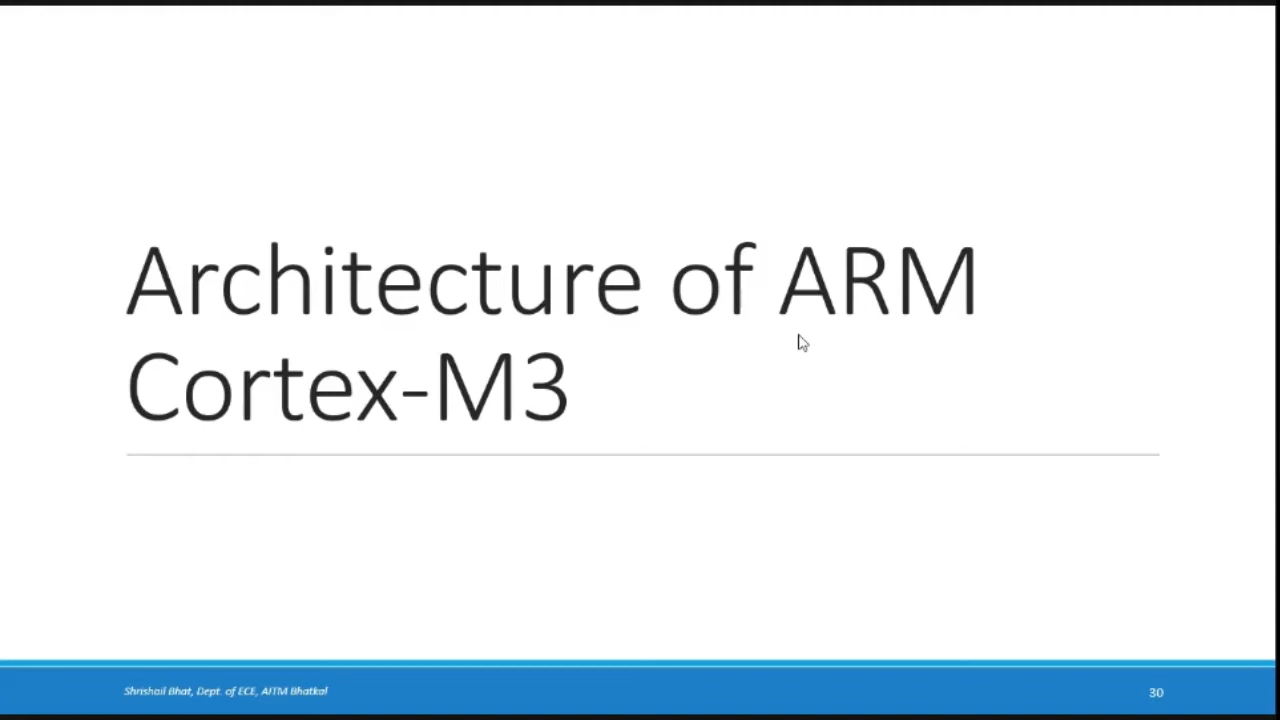 Architecture of ARM
Cortex-M3
Shrishail Bhat, Dept. of ECE, AITM Bhatkal
30